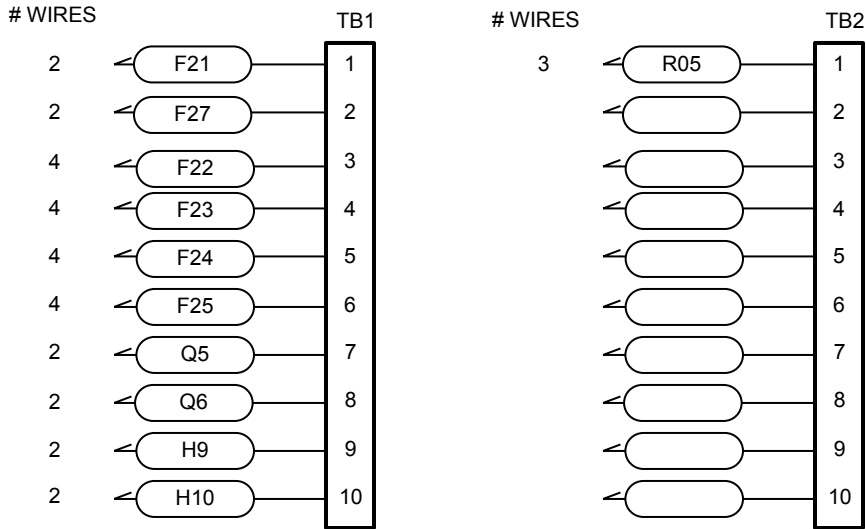 # WIRES TB1 # WIRES TB2
2 F21 1 3 R05 1
2 F27 2 2
4 F22 3 3
4 F23 4 4
4 F24 5 5
4 F25 6 6
2 Q5 7 7
2 Q6 8 8
2 H9 9 9
2 H10 10 10